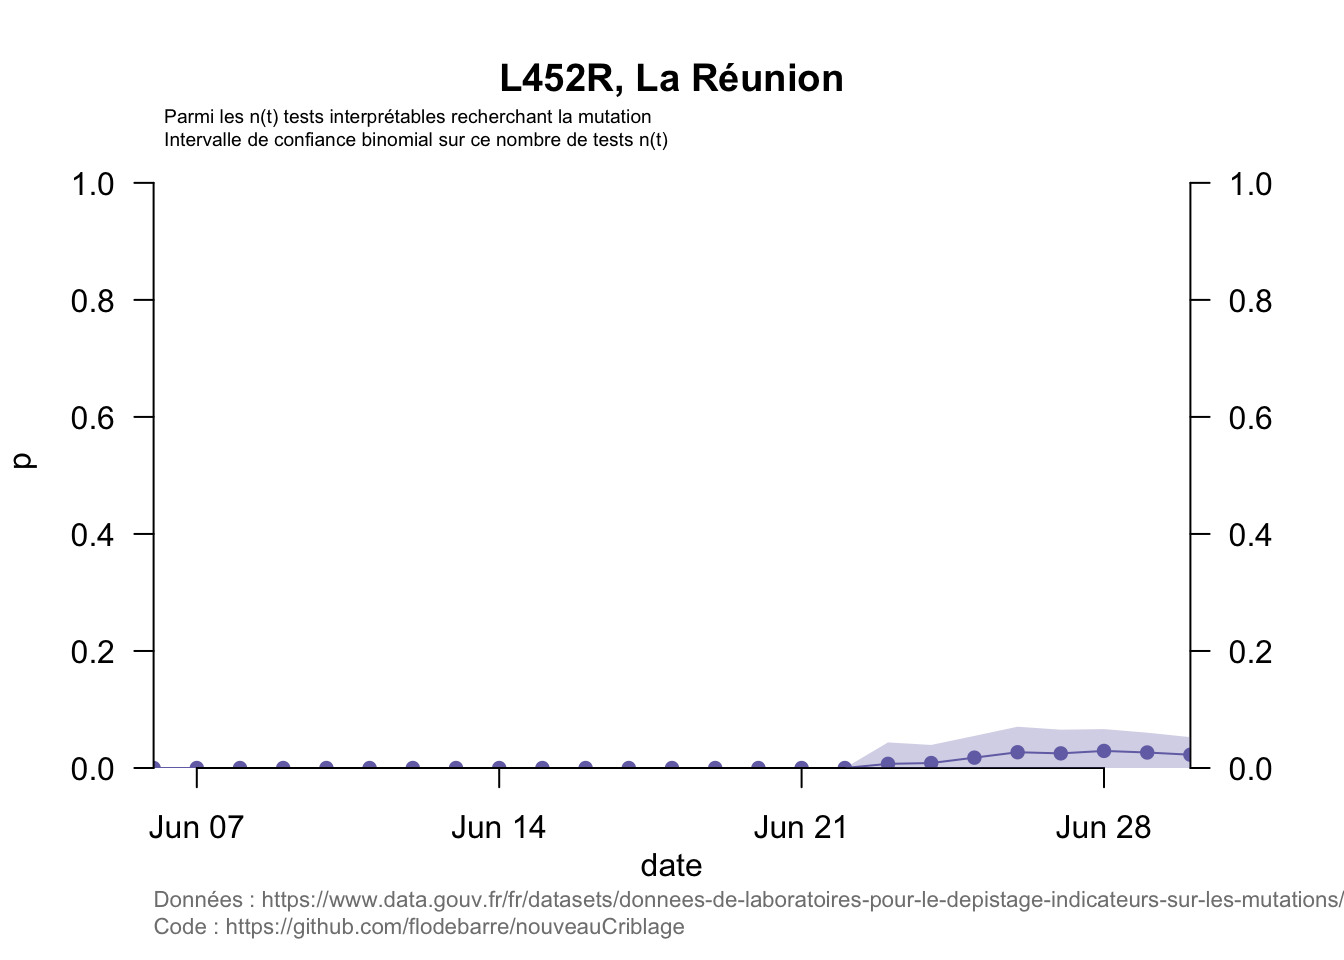 L452R, La Réunion
Parmi les n(t) tests interprétables recherchant la mutation
Intervalle de confiance binomial sur ce nombre de tests n(t)
1.0 1.0
0.8 0.8
0.6 0.6
p
0.4 0.4
0.2 0.2
0.0 0.0
Jun 07 Jun 14 Jun 21 Jun 28
date
Données : https://www.data.gouv.fr/fr/datasets/donnees-de-laboratoires-pour-le-depistage-indicateurs-sur-les-mutations/
Code : https://github.com/flodebarre/nouveauCriblage